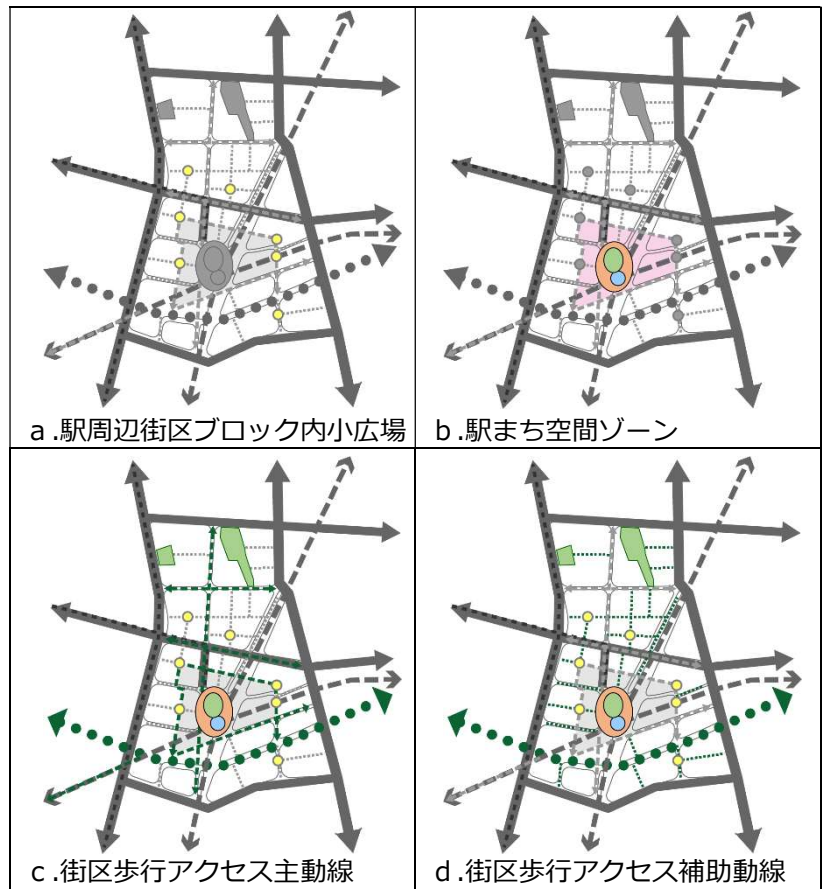 a.駅周辺街区ブロック内小広場
b.駅まち空間ゾーン
c.街区歩行アクセス主動線
d.街区歩行アクセス補助動線